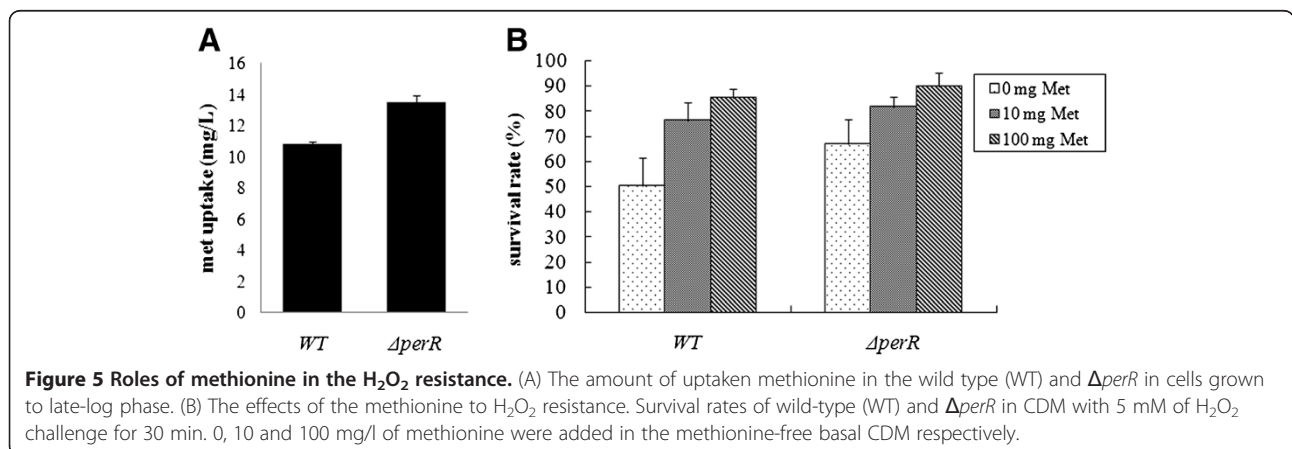 A
B
met uptake (mg/L)
16
14
12
10
8
6
4
2
0
WT ΔperR
survival rate (%)
100
90
80
70
60
50
40
30
20
10
0
WT ΔperR
0 mg Met
10 mg Met
100 mg Met
Figure 5 Roles of methionine in the H₂O₂ resistance. (A) The amount of uptaken methionine in the wild type (WT) and ΔperR in cells grown
to late-log phase. (B) The effects of the methionine to H₂O₂ resistance. Survival rates of wild-type (WT) and ΔperR in CDM with 5 mM of H₂O₂
challenge for 30 min. 0, 10 and 100 mg/l of methionine were added in the methionine-free basal CDM respectively.